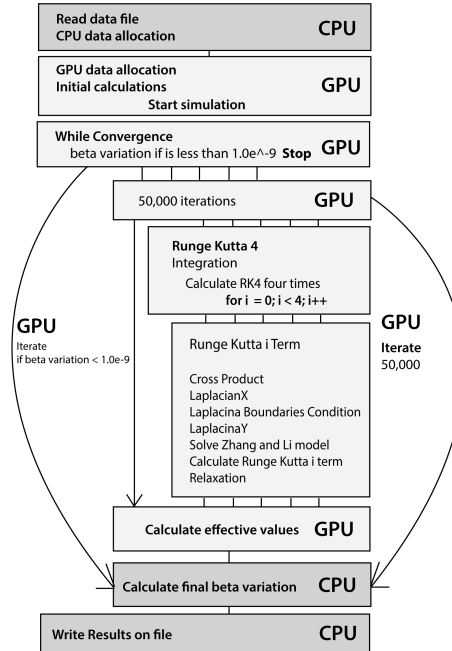 Read data file
CPU data allocation
CPU
GPU data allocation
Initial calculations
Start simulation
GPU
While Convergence
beta variation if is less than 1.0e^-9 Stop
GPU
50,000 iterations
GPU
Runge Kutta 4
Integration
Calculate RK4 four times
for i = 0; i < 4; i++
GPU
Iterate
if beta variation < 1.0e-9
GPU
Iterate
50,000
Runge Kutta i Term
Cross Product
LaplacianX
Laplacina Boundaries Condition
LaplacinaY
Solve Zhang and Li model
Calculate Runge Kutta i term
Relaxation
Calculate effective values
GPU
Calculate final beta variation
CPU
Write Results on file
CPU